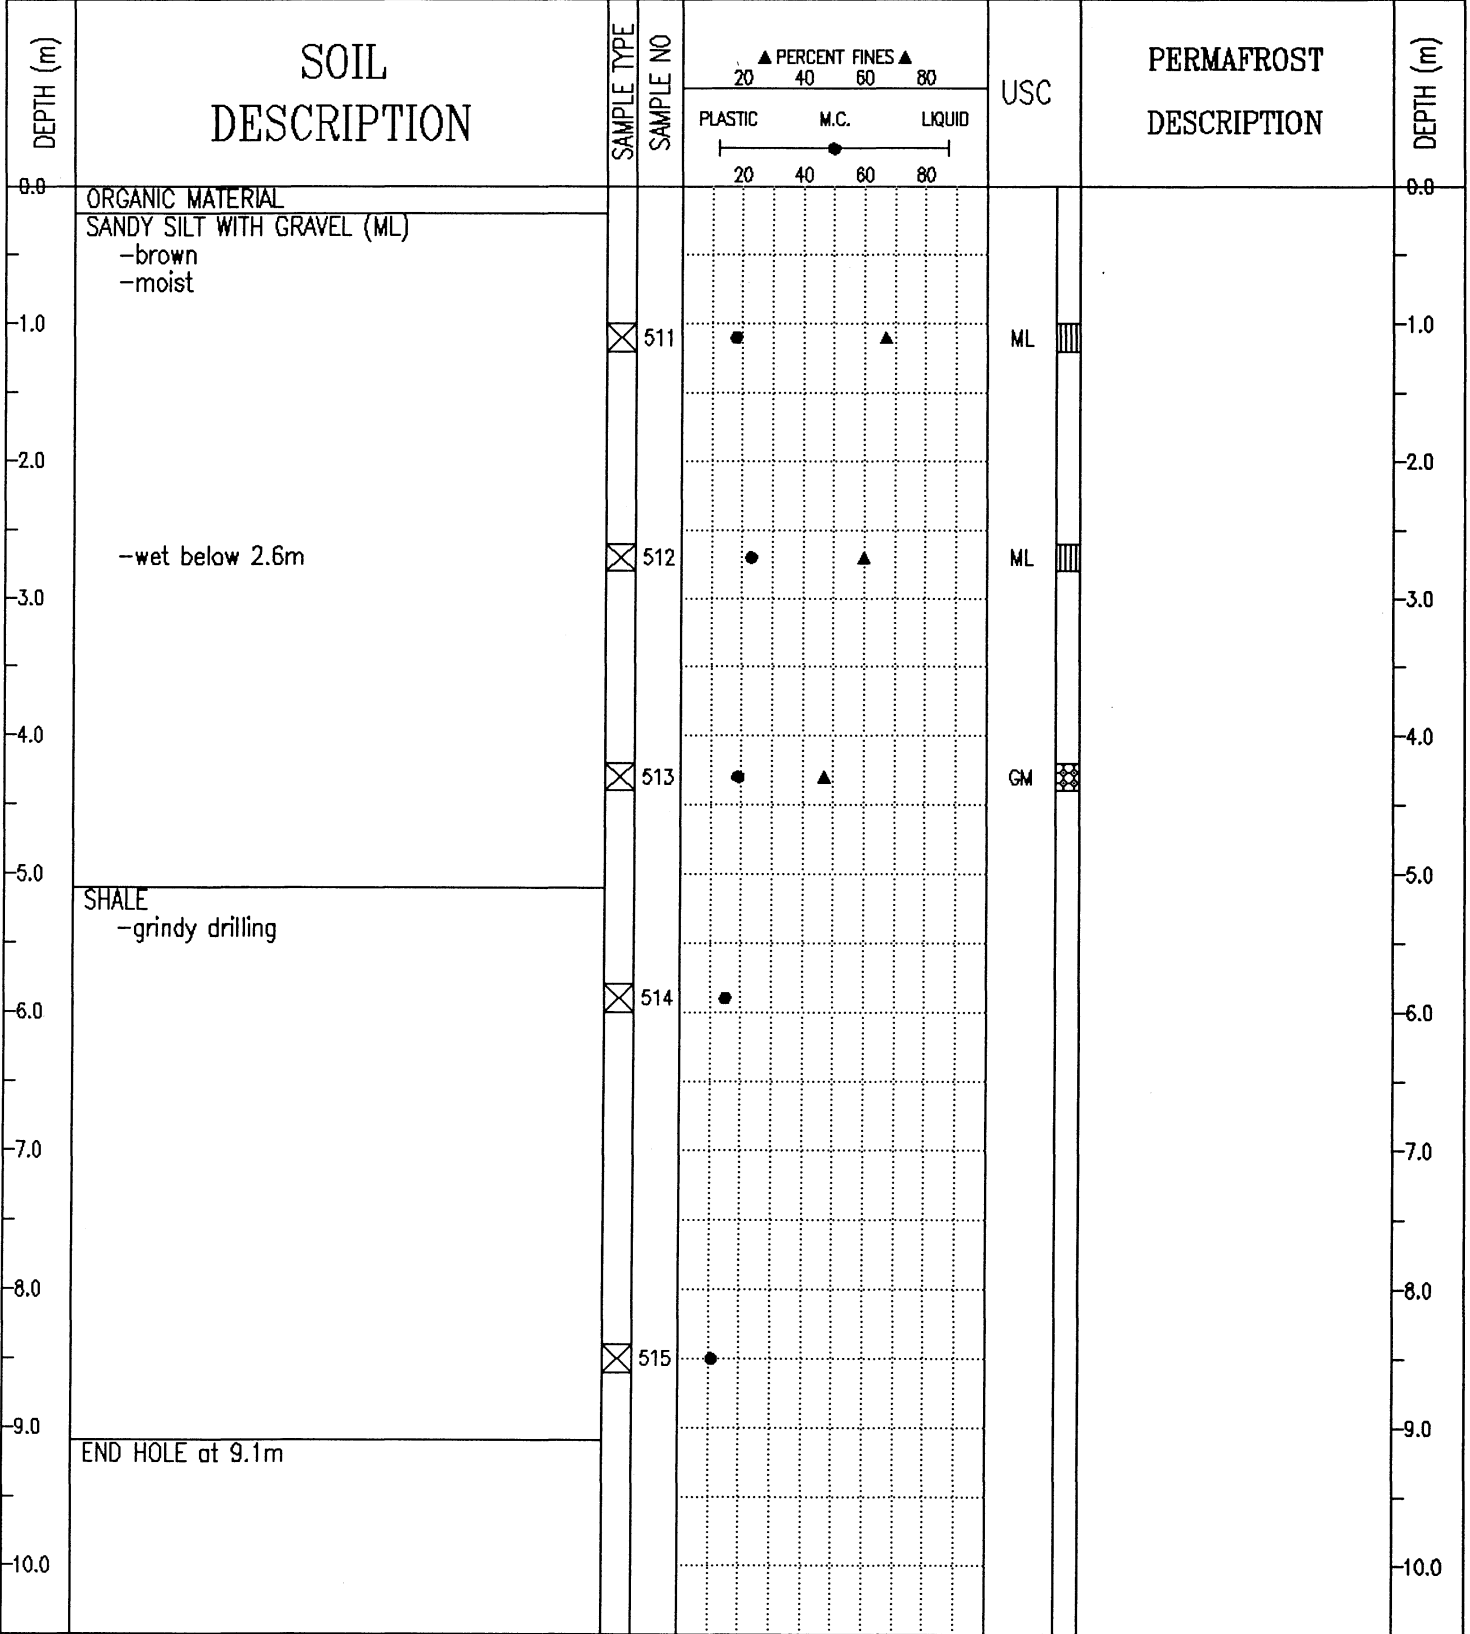 DEPTH (m)
SOIL
DESCRIPTION
SAMPLE TYPE
SAMPLE NO
▲ PERCENT FINES ▲
20 40 60 80
PLASTIC M.C. LIQUID
20 40 60 80
USC
PERMAFROST
DESCRIPTION
DEPTH (m)
0.0 0.0
ORGANIC MATERIAL
SANDY SILT WITH GRAVEL (ML)
-brown
-moist
1.0 1.0
511 ML
2.0 2.0
-wet below 2.6m 512 ML
3.0 3.0
4.0 4.0
513 GM
5.0 5.0
SHALE
-grindy drilling
514
6.0 6.0
7.0 7.0
8.0 8.0
515
9.0 9.0
END HOLE at 9.1m
10.0 10.0